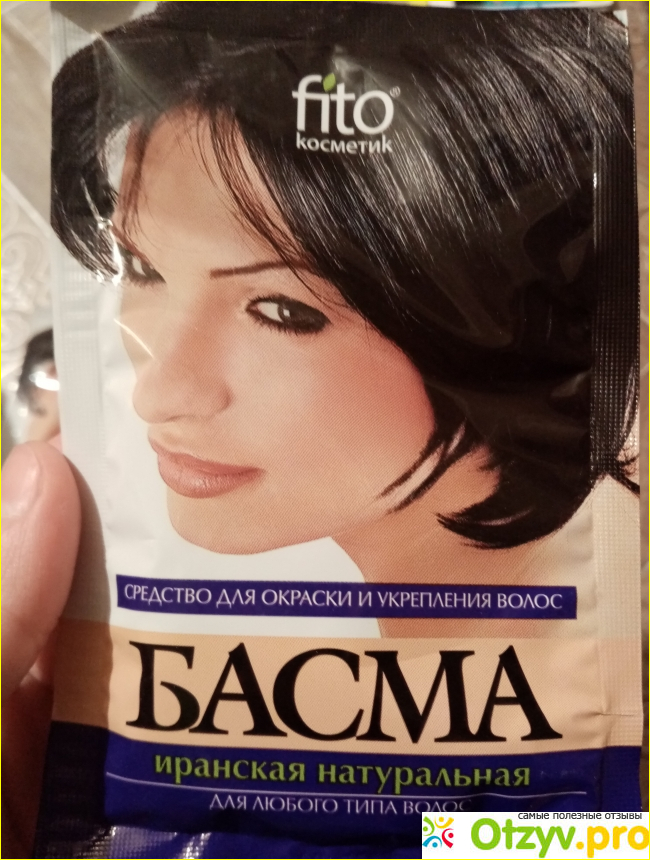 fito®
косметик
СРЕДСТВО ДЛЯ ОКРАСКИ И УКРЕПЛЕНИЯ ВОЛОС
БАСМА
иранская натуральная
ДЛЯ ЛЮБОГО ТИПА ВОЛОС
самые полезные отзывы
Otzyv.pro